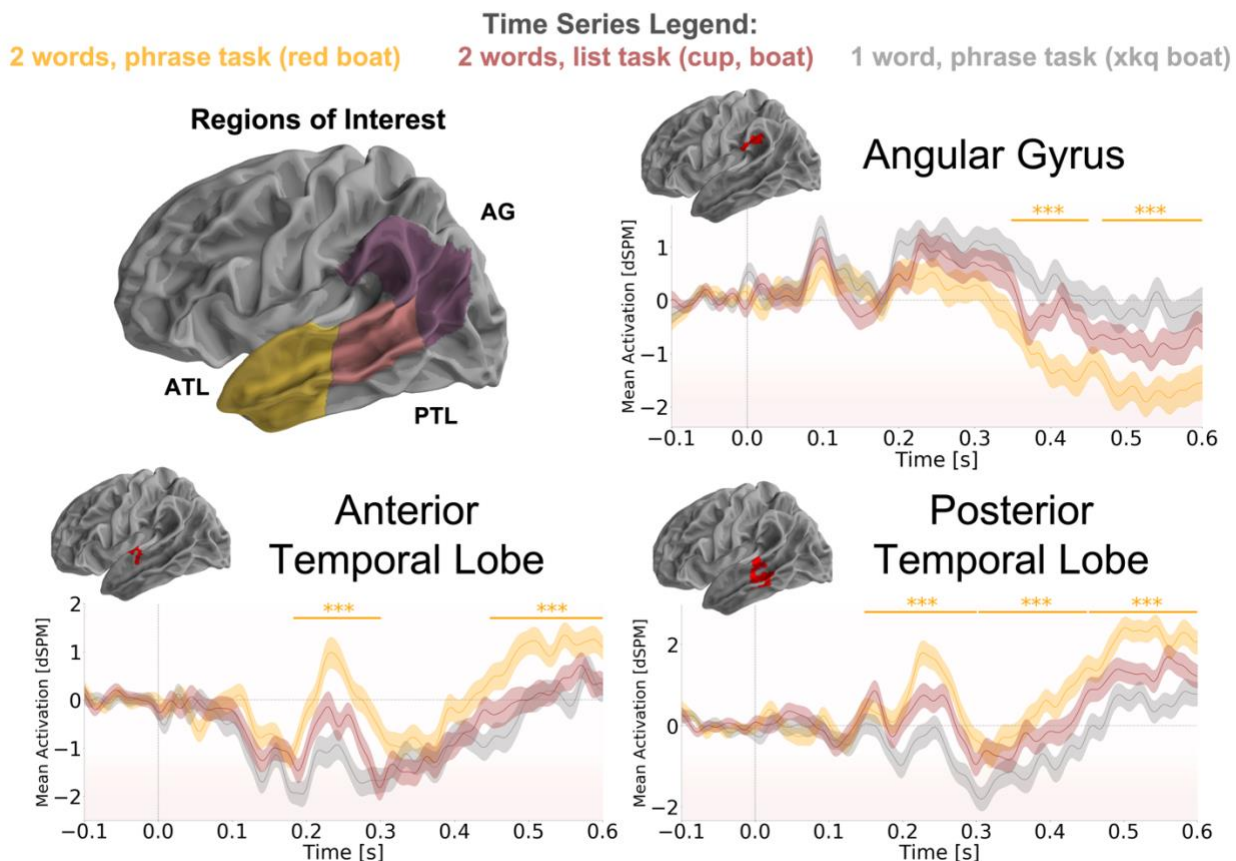 Time Series Legend:
2 words, phrase task (red boat) 2 words, list task (cup, boat) 1 word, phrase task (xkq boat)
Regions of Interest
AG
ATL
PTL
Angular Gyrus
*** ***
Mean Activation [dSPM]
1
0
−1
−2
−0.1 0.0 0.1 0.2 0.3 0.4 0.5 0.6
Time [s]
Anterior
Temporal Lobe
*** ***
Mean Activation [dSPM]
2
1
0
−1
−2
−0.1 0.0 0.1 0.2 0.3 0.4 0.5 0.6
Time [s]
Posterior
Temporal Lobe
*** *** ***
Mean Activation [dSPM]
2
0
−2
−0.1 0.0 0.1 0.2 0.3 0.4 0.5 0.6
Time [s]